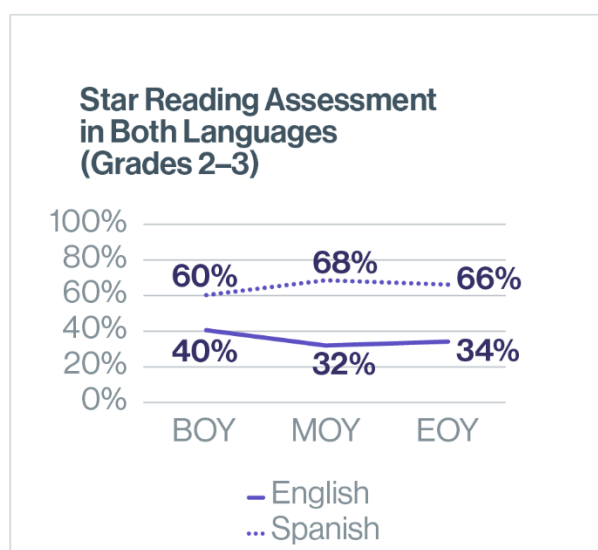 Star Reading Assessment
in Both Languages
(Grades 2–3)
100%
80%
60%
40%
20%
0%
60%
68%
66%
40%
32%
34%
BOY MOY EOY
English
Spanish